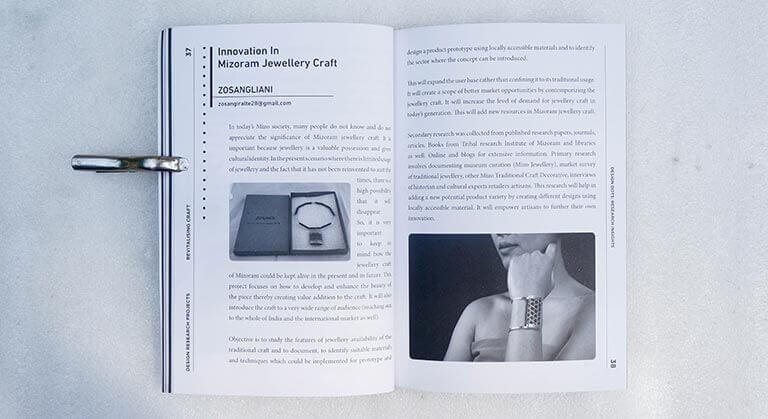 37
Innovation In
Mizoram Jewellery Craft
ZOSANGLIANI
zosangiralte28@gmail.com
In today's Mizo society, many people do not know and do not
appreciate the significance of Mizoram jewellery craft. It is
important because jewellery is a valuable possession and give
cultural identity. In the present scenario where there is limited usage
of jewellery and the fact that it has not been reinvented to suit the
times, there is a
high possibility
that it will
disappear.
So, it is very
important
to keep in
mind how the
jewellery craft
of Mizoram could be kept alive in the present and in future. This
project focuses on how to develop and enhance the beauty of
the piece thereby creating value addition to the craft. It will also
introduce the craft to a very wide range of audience (reaching out
to the whole of India and the international market as well).
Objective is to study the features of jewellery availability of the
traditional craft and to document, to identify suitable materials
and techniques which could be implemented for prototype and
REVITALISING CRAFT
DESIGN RESEARCH PROJECTS
design a product prototype using locally accessible materials and to identify
the sector where the concept can be introduced.
This will expand the user base rather than confining it to its traditional usage.
It will create a scope of better market opportunities by contemporizing the
jewellery craft. It will increase the level of demand for jewellery craft in
today's generation. This will add new resources in Mizoram jewellery craft.
Secondary research was collected from published research papers, journals,
articles. Books from Tribal research Institute of Mizoram and libraries
as well. Online and blogs for extensive information. Primary research
involves documenting museum curation (Mizo Jewellery), market survey
of traditional jewellery, other Mizo Traditional Craft Decorative, interviews
of historian and cultural experts retailers artisans. This research will help in
adding a new potential product variety by creating different designs using
locally accessible material. It will empower artisans to further their own
innovation.
DESIGN DOTS: RESEARCH INSIGHTS
38